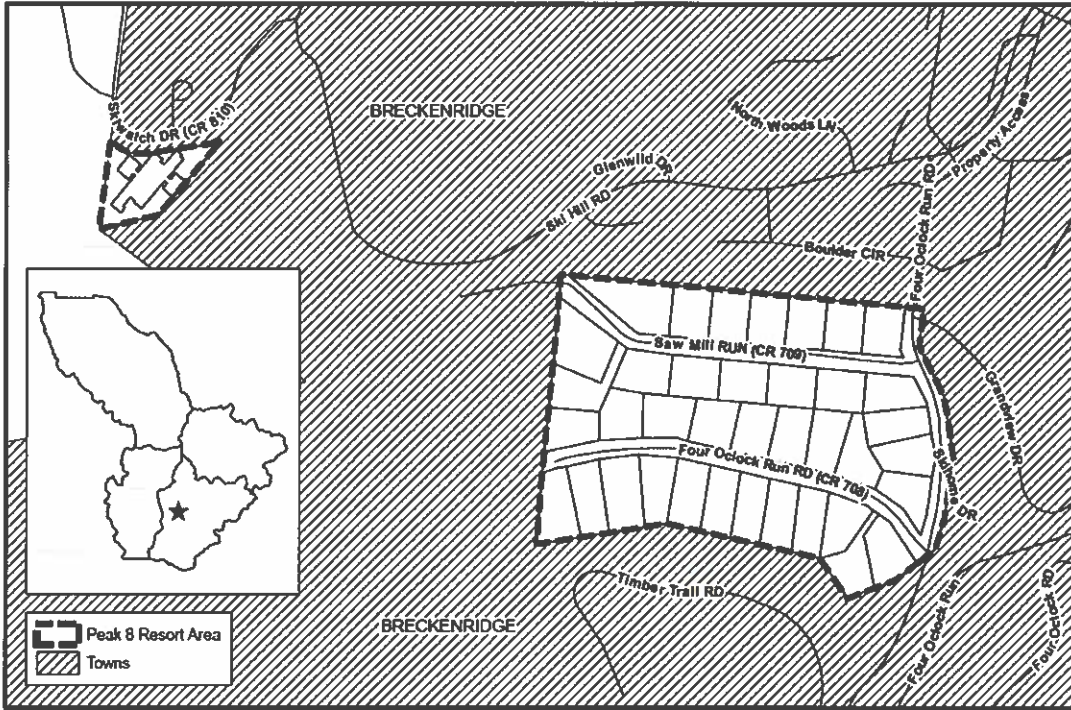 BRECKENRIDGE
Skiwatch DR (CR 810)
North Woods LN
Property Access
Glenwild DR
Ski Hill RD
Four Oclock Run RD
Boulder CIR
Saw Mill RUN (CR 709)
Grandview DR
Four Oclock Run RD (CR 708)
Skihome DR
Timber Trail RD
BRECKENRIDGE
Four Oclock Run
Four Oclock RD
Peak 8 Resort Area
Towns